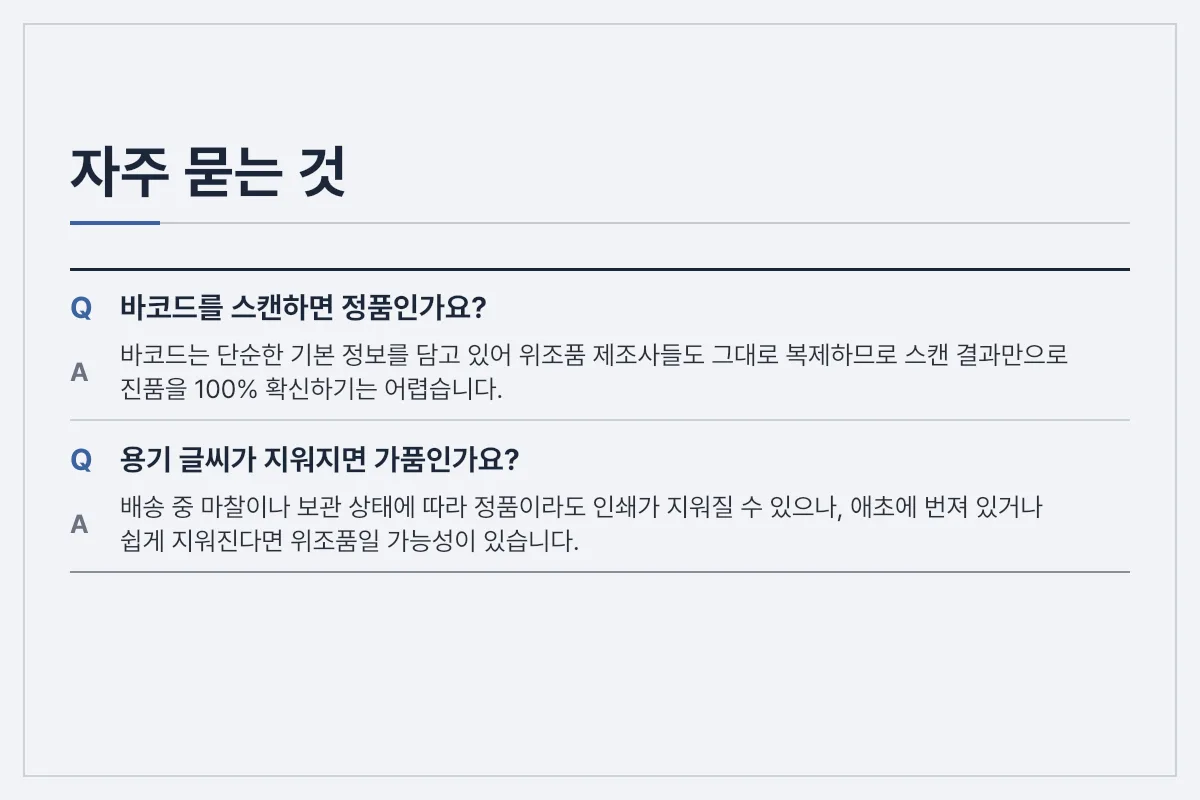 자주 묻는 것
Q 바코드를 스캔하면 정품인가요?
A 바코드는 단순한 기본 정보를 담고 있어 위조품 제조사들도 그대로 복제하므로 스캔 결과만으로
진품을 100% 확신하기는 어렵습니다.
Q 용기 글씨가 지워지면 가품인가요?
A 배송 중 마찰이나 보관 상태에 따라 정품이라도 인쇄가 지워질 수 있으나, 애초에 번져 있거나
쉽게 지워진다면 위조품일 가능성이 있습니다.